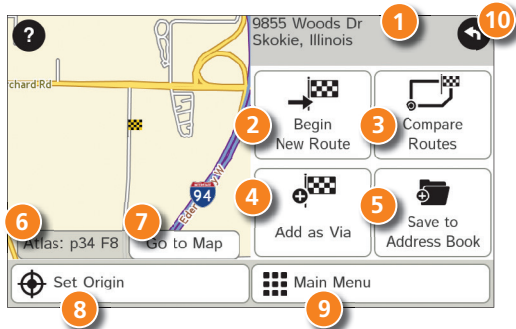 ?
9855 Woods Dr
Skokie, Illinois
1
10
chard Rd
2
Begin
New Route
3
Compare
Routes
94
4
Add as Via
5
Save to
Address Book
6
Atlas: p34 F8
7
Go to Map
Set Origin
8
Main Menu
9